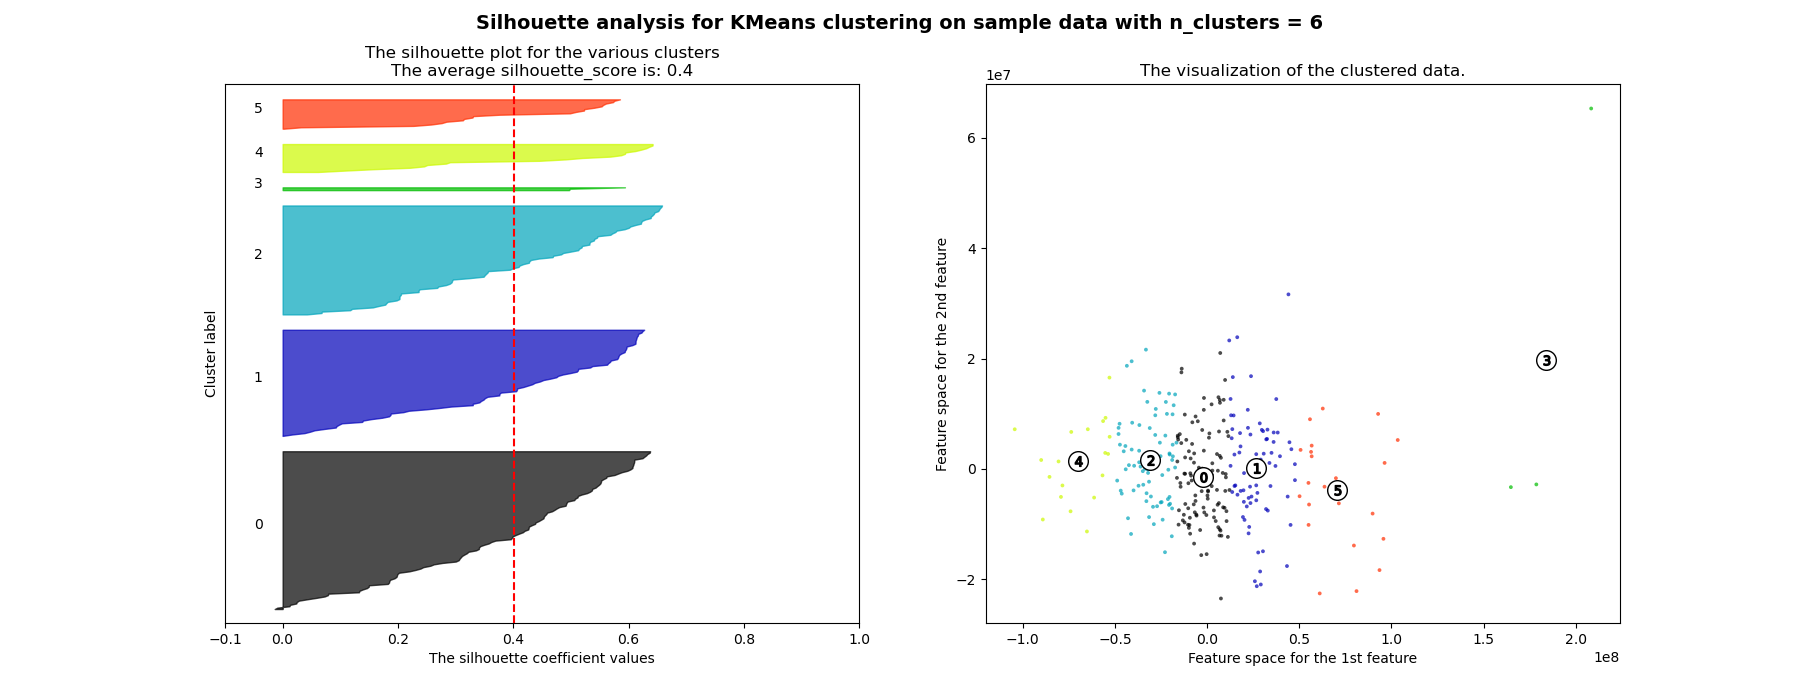 Silhouette analysis for KMeans clustering on sample data with n_clusters = 6
The silhouette plot for the various clusters
The average silhouette_score is: 0.4
5
4
3
2
1
0
Cluster label
−0.1 0.0 0.2 0.4 0.6 0.8 1.0
The silhouette coefficient values
The visualization of the clustered data.
1e7
6
4
2
0
−2
Feature space for the 2nd feature
3
4 2 0 1 5
−1.0 −0.5 0.0 0.5 1.0 1.5 2.0
1e8
Feature space for the 1st feature